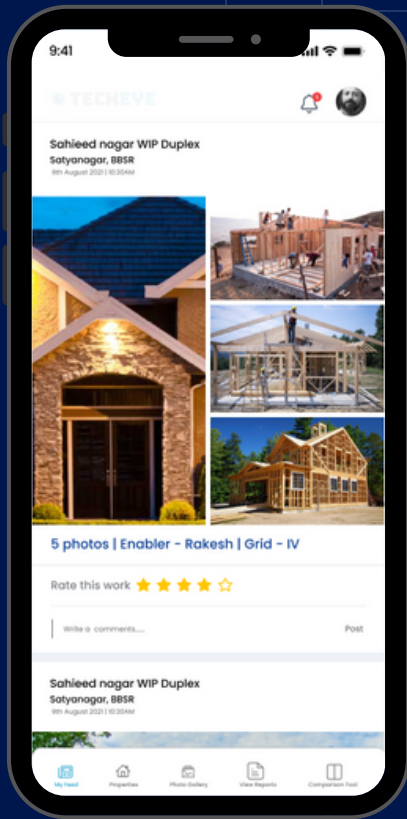 9:41
TECHEYE
Sahieed nagar WIP Duplex
Satyanagar, BBSR
9th August 2021 | 10:30AM
5 photos | Enabler - Rakesh | Grid - IV
Rate this work
Write a comments.... Post
Sahieed nagar WIP Duplex
Satyanagar, BBSR
9th August 2021 | 10:30AM
My Feed Properties Photo Gallery View Reports Comparison Tool